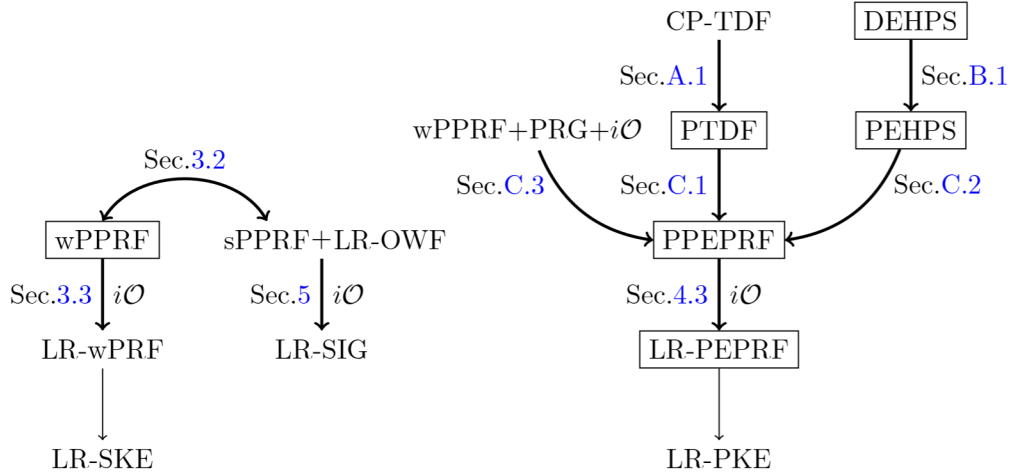 CP-TDF
DEHPS
Sec.A.1
Sec.B.1
wPPRF+PRG+iO
PTDF
PEHPS
Sec.3.2
Sec.C.3
Sec.C.1
Sec.C.2
wPPRF
sPPRF+LR-OWF
PPEPRF
Sec.3.3 iO
Sec.5 iO
Sec.4.3 iO
LR-wPRF
LR-SIG
LR-PEPRF
LR-SKE
LR-PKE